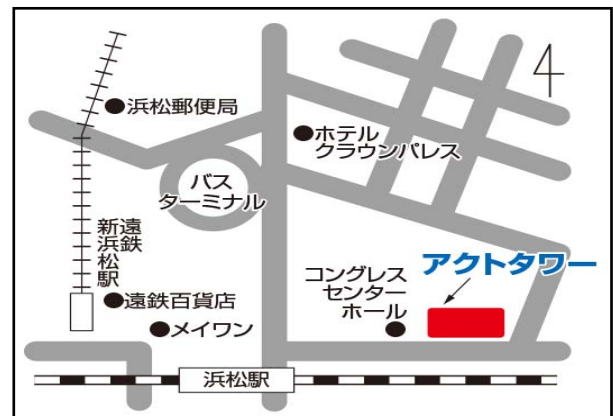 浜松郵便局
ホテル
クラウンパレス
バス
ターミナル
遠鉄
新浜松駅
アクトタワー
コングレス
センター
ホール
遠鉄百貨店
メイワン
浜松駅